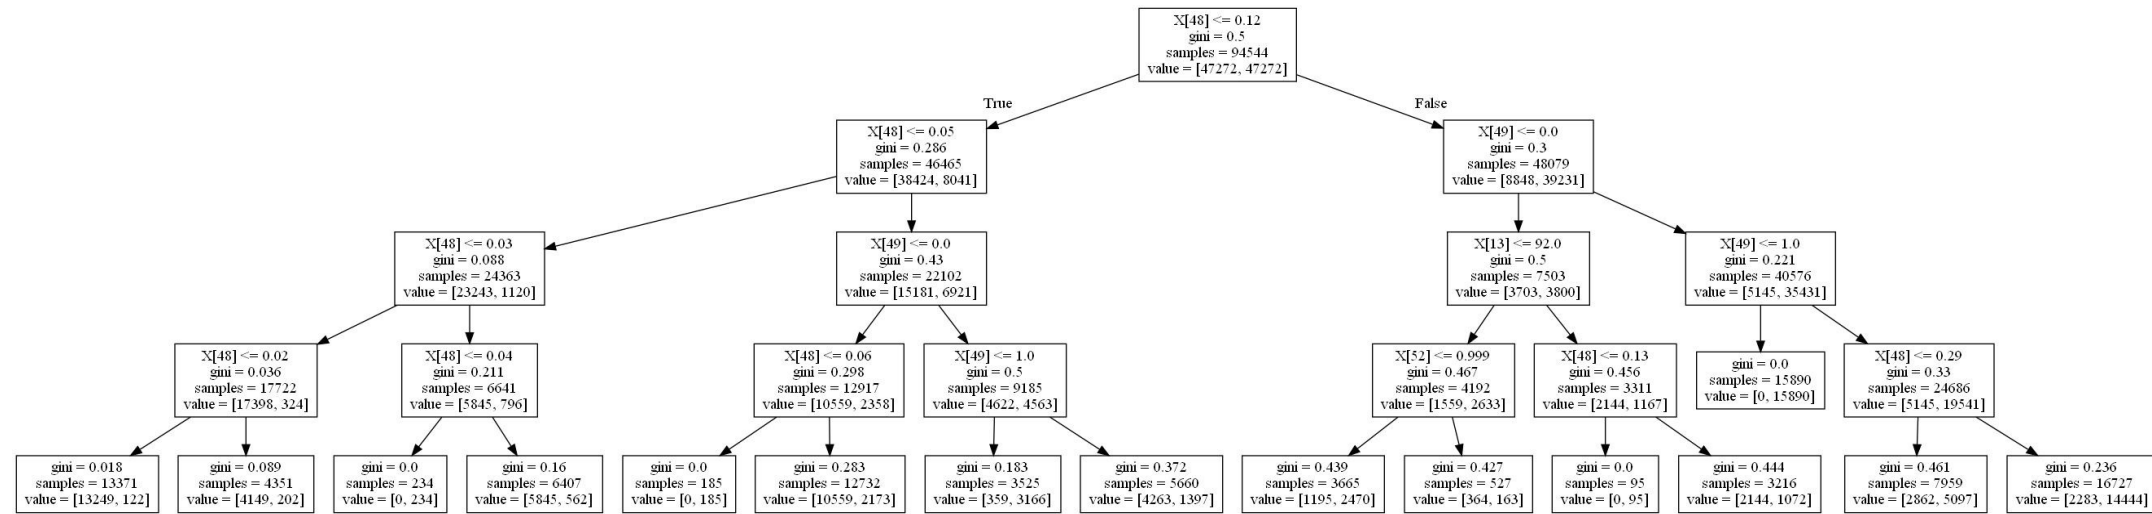 X[48] <= 0.12
gini = 0.5
samples = 94544
value = [47272, 47272]
True
False
X[48] <= 0.05
gini = 0.286
samples = 46465
value = [38424, 8041]
X[49] <= 0.0
gini = 0.3
samples = 48079
value = [8848, 39231]
X[48] <= 0.03
gini = 0.088
samples = 24363
value = [23243, 1120]
X[49] <= 0.0
gini = 0.43
samples = 22102
value = [15181, 6921]
X[13] <= 92.0
gini = 0.5
samples = 7503
value = [3703, 3800]
X[49] <= 1.0
gini = 0.221
samples = 40576
value = [5145, 35431]
X[48] <= 0.02
gini = 0.036
samples = 17722
value = [17398, 324]
X[48] <= 0.04
gini = 0.211
samples = 6641
value = [5845, 796]
X[48] <= 0.06
gini = 0.298
samples = 12917
value = [10559, 2358]
X[49] <= 1.0
gini = 0.5
samples = 9185
value = [4622, 4563]
X[52] <= 0.999
gini = 0.467
samples = 4192
value = [1559, 2633]
X[48] <= 0.13
gini = 0.456
samples = 3311
value = [2144, 1167]
gini = 0.0
samples = 15890
value = [0, 15890]
X[48] <= 0.29
gini = 0.33
samples = 24686
value = [5145, 19541]
gini = 0.018
samples = 13371
value = [13249, 122]
gini = 0.089
samples = 4351
value = [4149, 202]
gini = 0.0
samples = 234
value = [0, 234]
gini = 0.16
samples = 6407
value = [5845, 562]
gini = 0.0
samples = 185
value = [0, 185]
gini = 0.283
samples = 12732
value = [10559, 2173]
gini = 0.183
samples = 3525
value = [359, 3166]
gini = 0.372
samples = 5660
value = [4263, 1397]
gini = 0.439
samples = 3665
value = [1195, 2470]
gini = 0.427
samples = 527
value = [364, 163]
gini = 0.0
samples = 95
value = [0, 95]
gini = 0.444
samples = 3216
value = [2144, 1072]
gini = 0.461
samples = 7959
value = [2862, 5097]
gini = 0.236
samples = 16727
value = [2283, 14444]